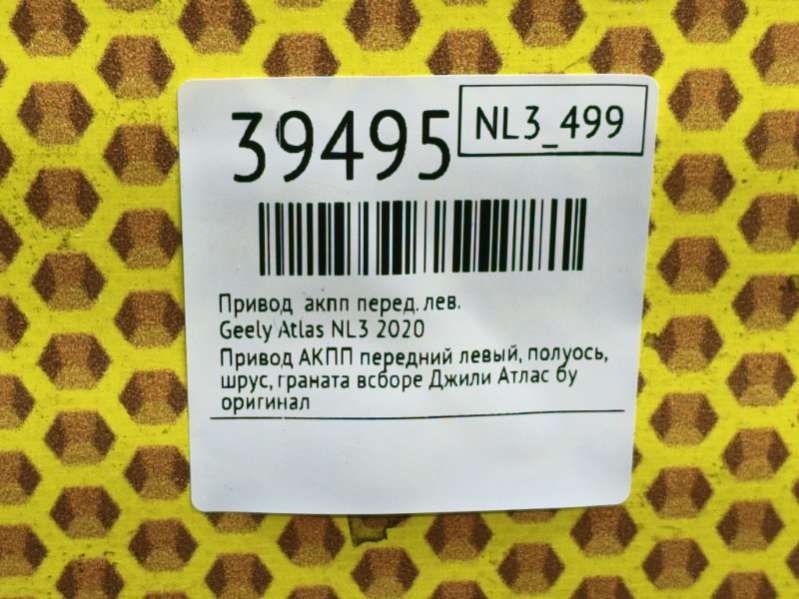 39495
NL3_499
Привод акпп перед. лев.
Geely Atlas NL3 2020
Привод АКПП передний левый, полуось,
шрус, граната всборе Джили Атлас бу
оригинал